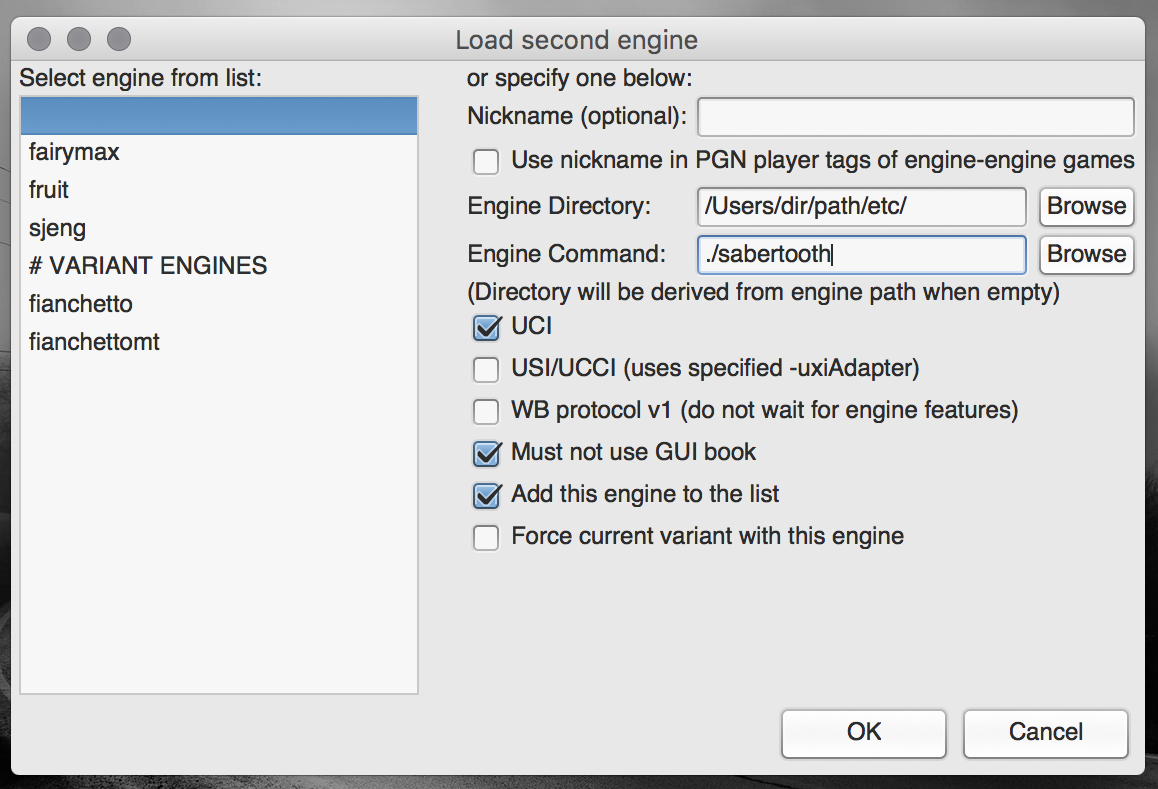 Load second engine
Select engine from list:
fairymax
fruit
sjeng
# VARIANT ENGINES
fianchetto
fianchettomt
or specify one below:
Nickname (optional):
Use nickname in PGN player tags of engine-engine games
Engine Directory: /Users/dir/path/etc/ Browse
Engine Command: ./sabertooth Browse
(Directory will be derived from engine path when empty)
UCI
USI/UCCI (uses specified -uxiAdapter)
WB protocol v1 (do not wait for engine features)
Must not use GUI book
Add this engine to the list
Force current variant with this engine
OK Cancel